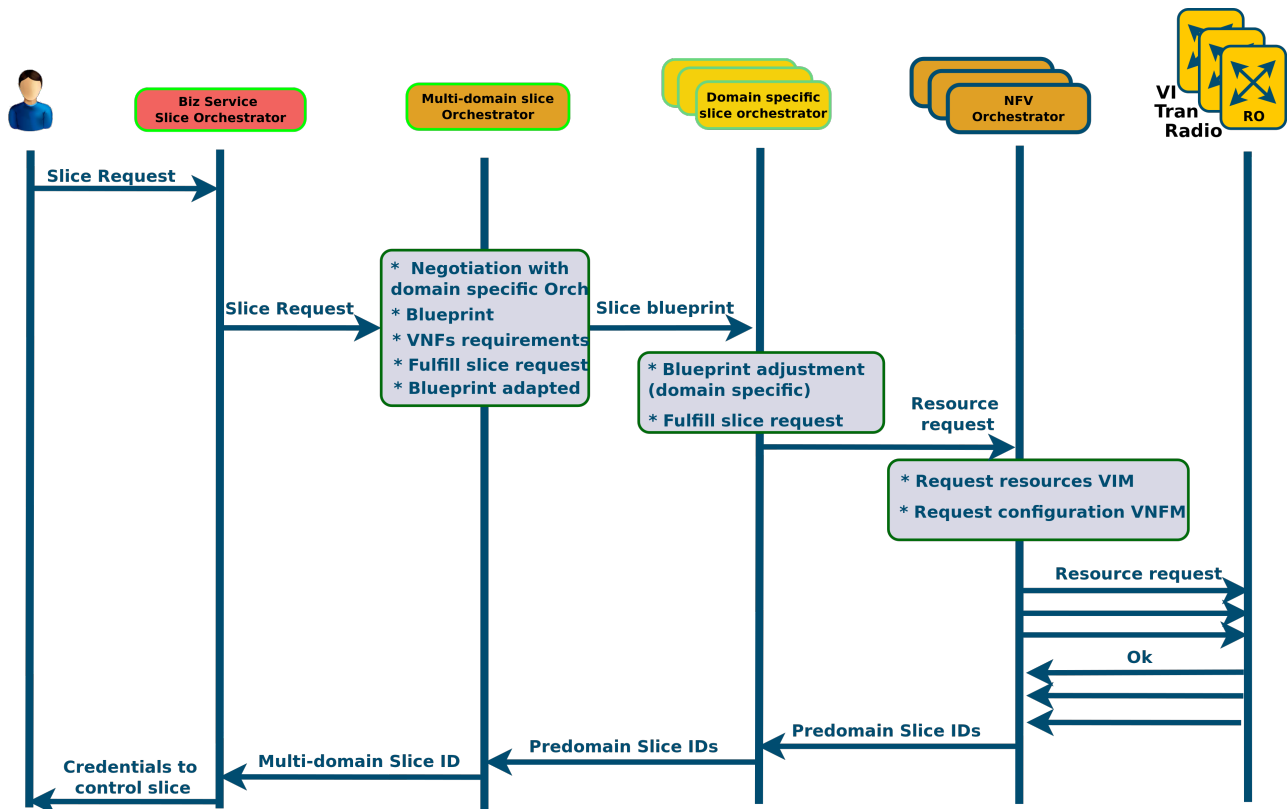 Biz Service
Slice Orchestrator
Multi-domain slice
Orchestrator
Domain specific
slice orchestrator
NFV
Orchestrator
VI
Tran
Radio
RO
Slice Request
* Negotiation with
domain specific Orch
* Blueprint
* VNFs requirements
* Fulfill slice request
* Blueprint adapted
Slice Request
Slice blueprint
* Blueprint adjustment
(domain specific)
* Fulfill slice request
Resource
request
* Request resources VIM
* Request configuration VNFM
Resource request
Ok
Predomain Slice IDs
Predomain Slice IDs
Multi-domain Slice ID
Credentials to
control slice